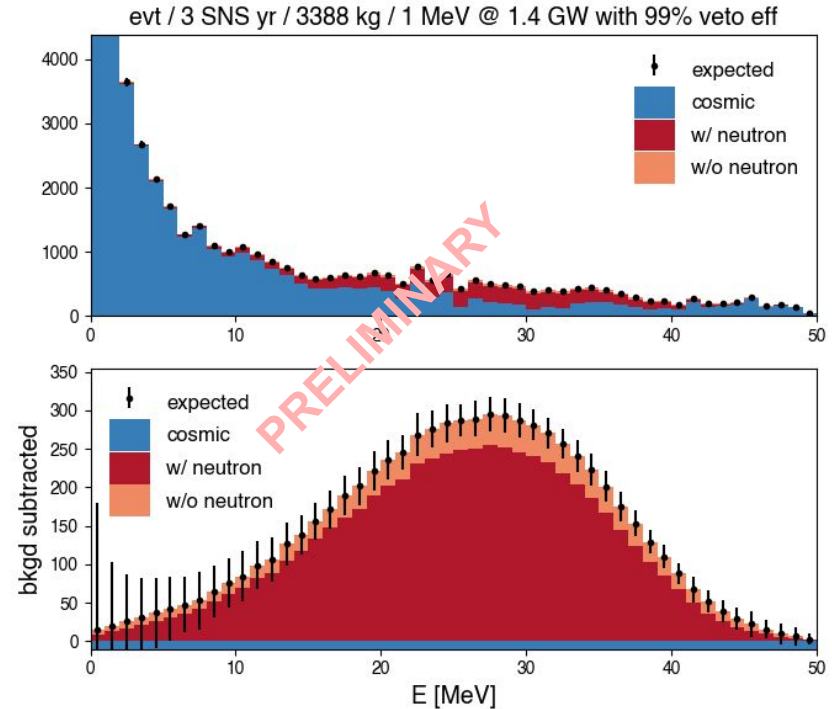 evt / 3 SNS yr / 3388 kg / 1 MeV @ 1.4 GW with 99% veto eff
4000
3000
2000
1000
0
expected
cosmic
w/ neutron
w/o neutron
0 10 20 30 40 50
PRELIMINARY
350
300
250
200
150
100
50
0
bkgd subtracted
expected
cosmic
w/ neutron
w/o neutron
0 10 20 30 40 50
E [MeV]